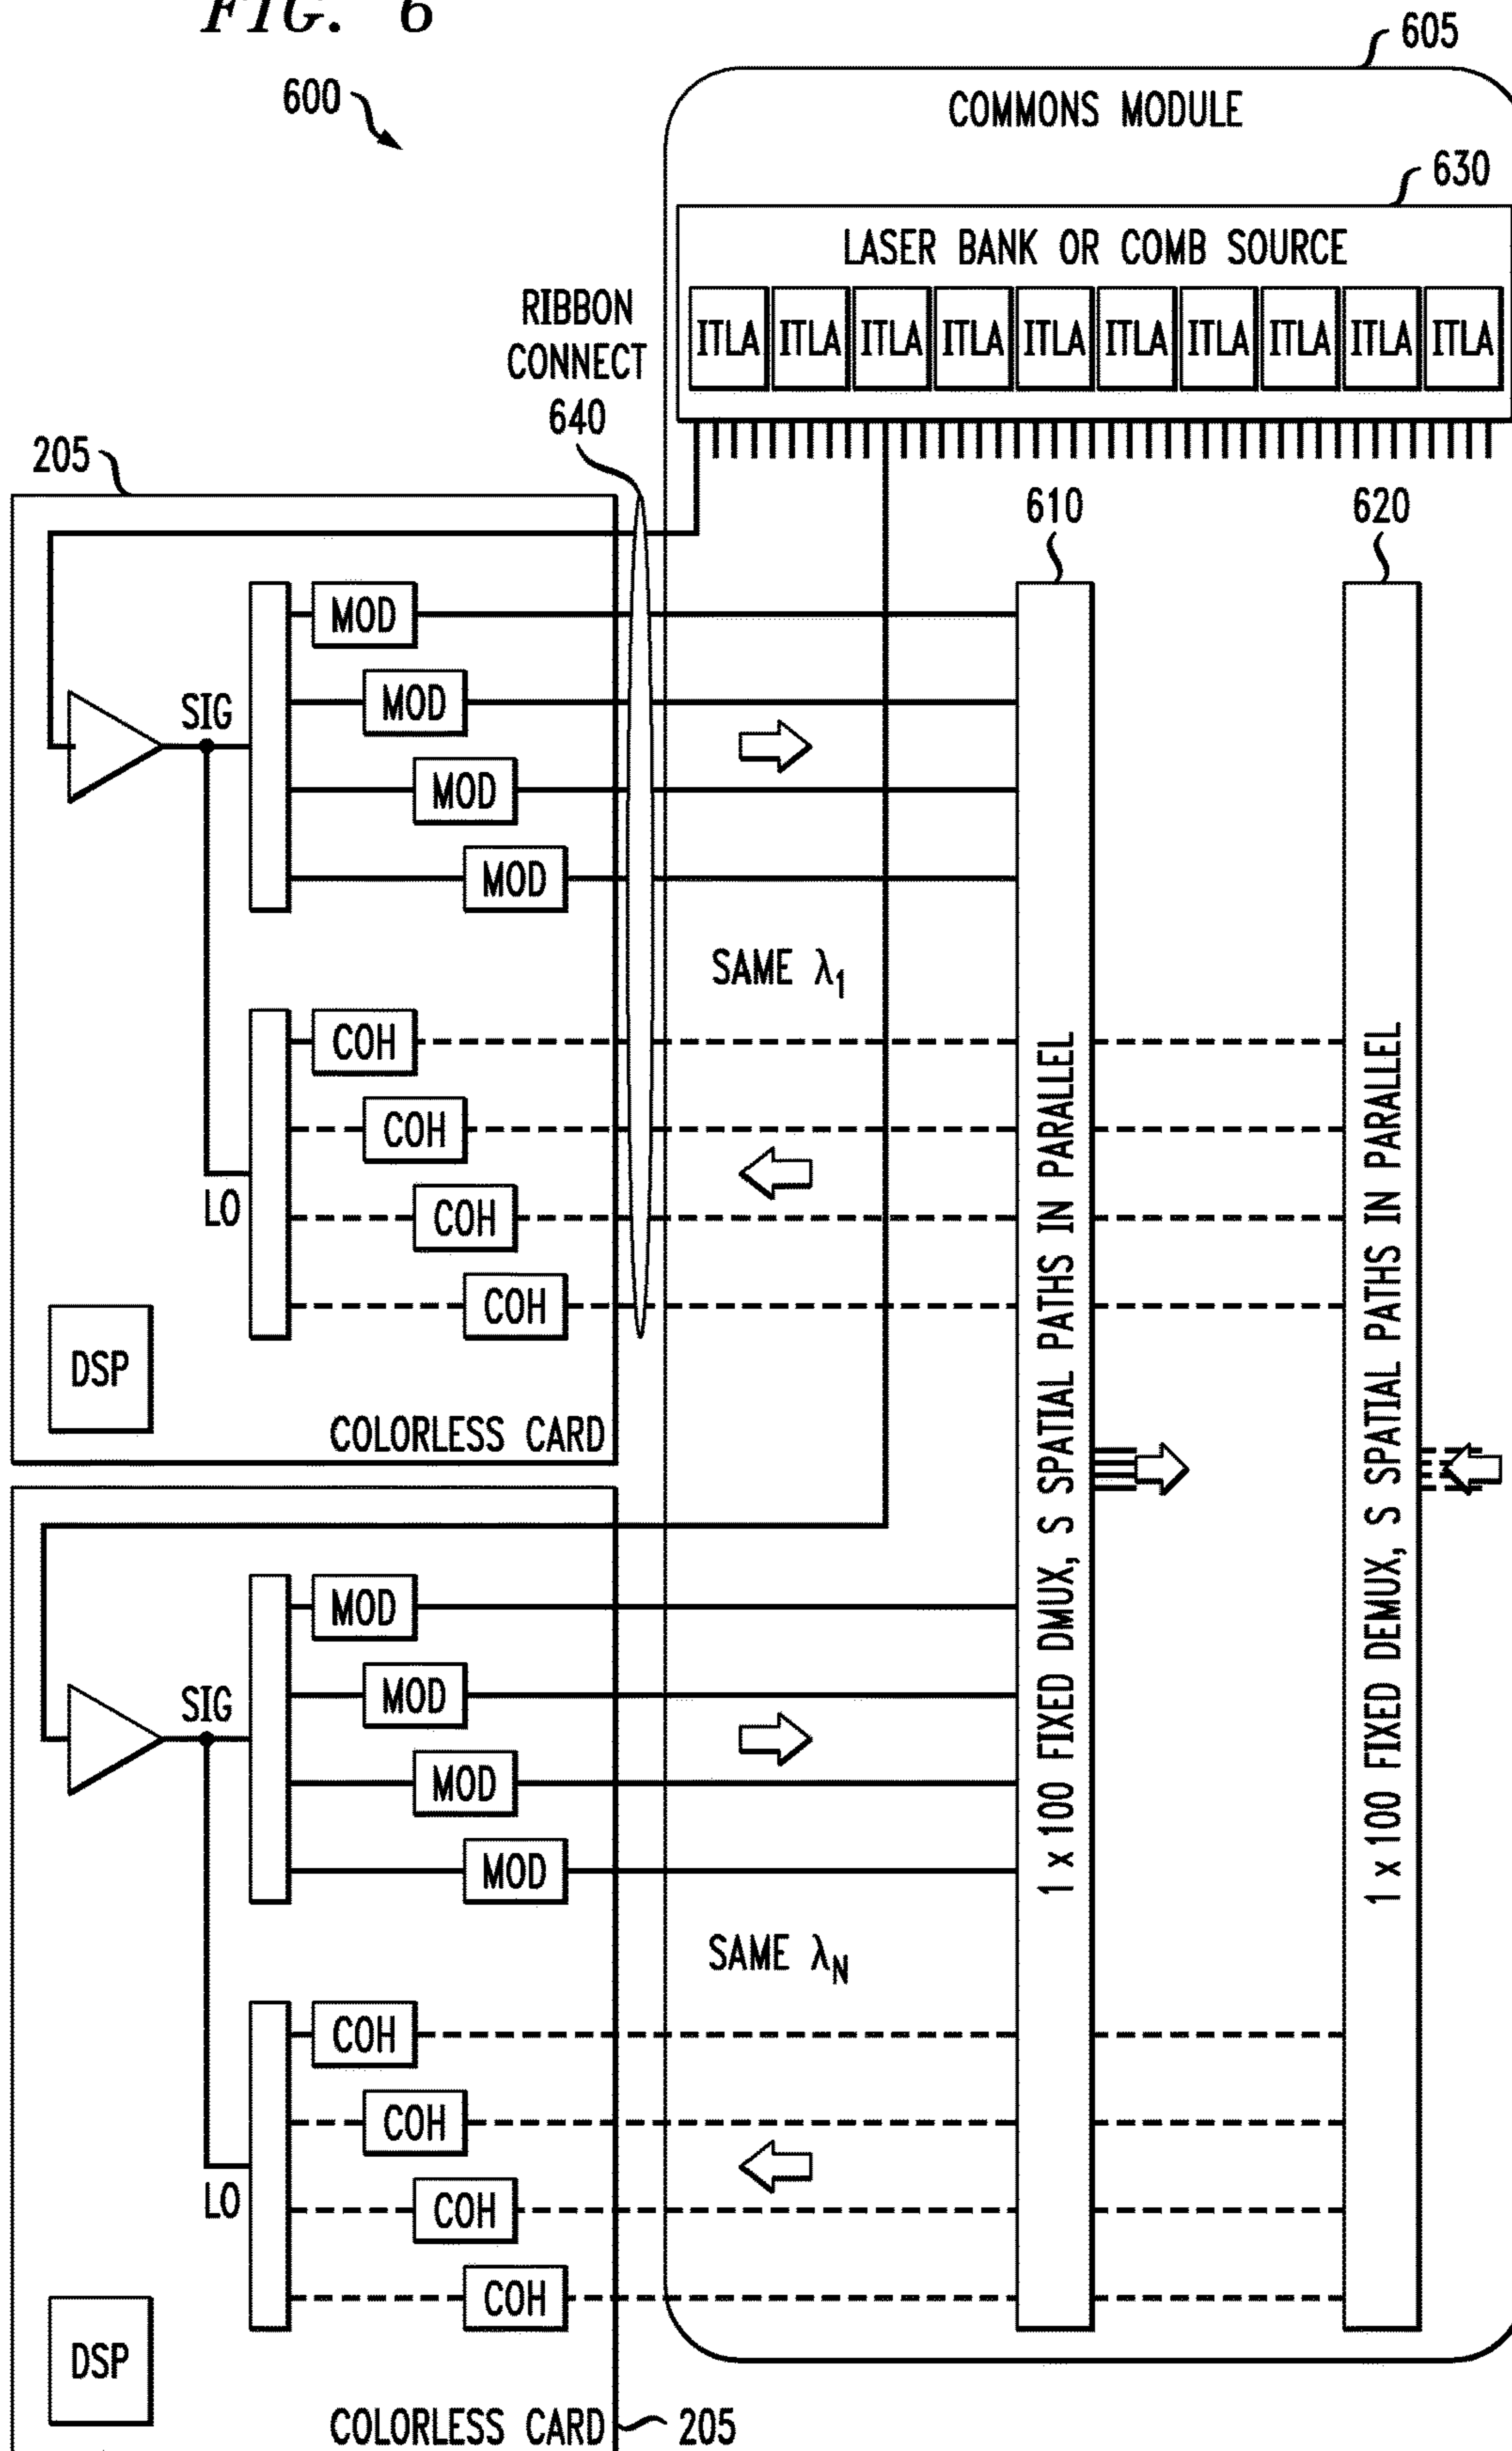 FIG. 6
600
605
COMMONS MODULE
630
LASER BANK OR COMB SOURCE
ITLA ITLA ITLA ITLA ITLA ITLA ITLA ITLA ITLA ITLA
RIBBON
CONNECT
640
205
610
620
MOD
MOD
SIG
MOD
MOD
SAME λ1
COH
COH
COH
LO
COH
DSP
COLORLESS CARD
1 x 100 FIXED DMUX, S SPATIAL PATHS IN PARALLEL
1 x 100 FIXED DEMUX, S SPATIAL PATHS IN PARALLEL
MOD
MOD
SIG
MOD
MOD
SAME λN
COH
COH
COH
LO
COH
DSP
COLORLESS CARD
205